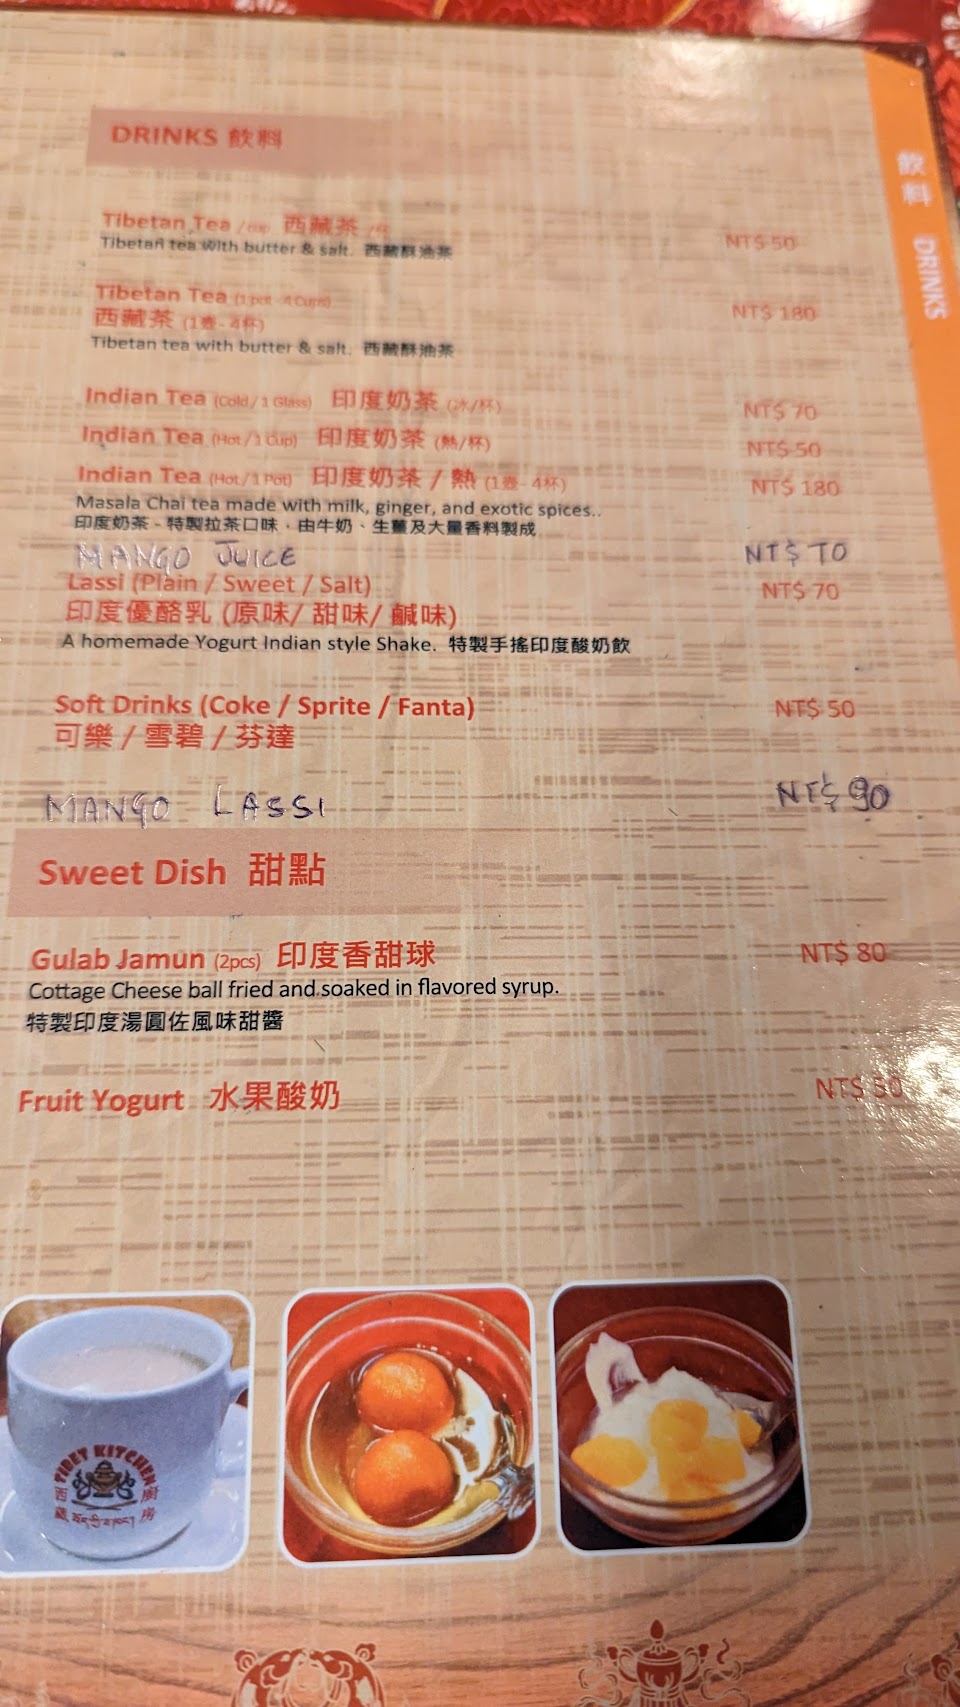 DRINKS 飲料
飲料 DRINKS
Tibetan Tea /cup 西藏茶 /杯 NT$ 50
Tibetan tea with butter & salt. 西藏酥油茶
Tibetan Tea (1 pot - 4 Cups)
西藏茶 (1壺 - 4杯) NT$ 180
Tibetan tea with butter & salt. 西藏酥油茶
Indian Tea (Cold / 1 Glass) 印度奶茶 (冰/杯) NT$ 70
Indian Tea (Hot / 1 Cup) 印度奶茶 (熱/杯) NT$ 50
Indian Tea (Hot / 1 Pot) 印度奶茶 / 熱 (1壺 - 4杯) NT$ 180
Masala Chai tea made with milk, ginger, and exotic spices..
印度奶茶 - 特製拉茶口味，由牛奶、生薑及大量香料製成
MANGO JUICE NT$ 70
Lassi (Plain / Sweet / Salt) NT$ 70
印度優酪乳 (原味/ 甜味/ 鹹味)
A homemade Yogurt Indian style Shake. 特製手搖印度酸奶飲
Soft Drinks (Coke / Sprite / Fanta) NT$ 50
可樂 / 雪碧 / 芬達
MANGO LASSI NT$ 90
Sweet Dish 甜點
Gulab Jamun (2pcs) 印度香甜球 NT$ 80
Cottage Cheese ball fried and soaked in flavored syrup.
特製印度湯圓佐風味甜醬
Fruit Yogurt 水果酸奶 NT$
TIBET KITCHEN
西藏廚房